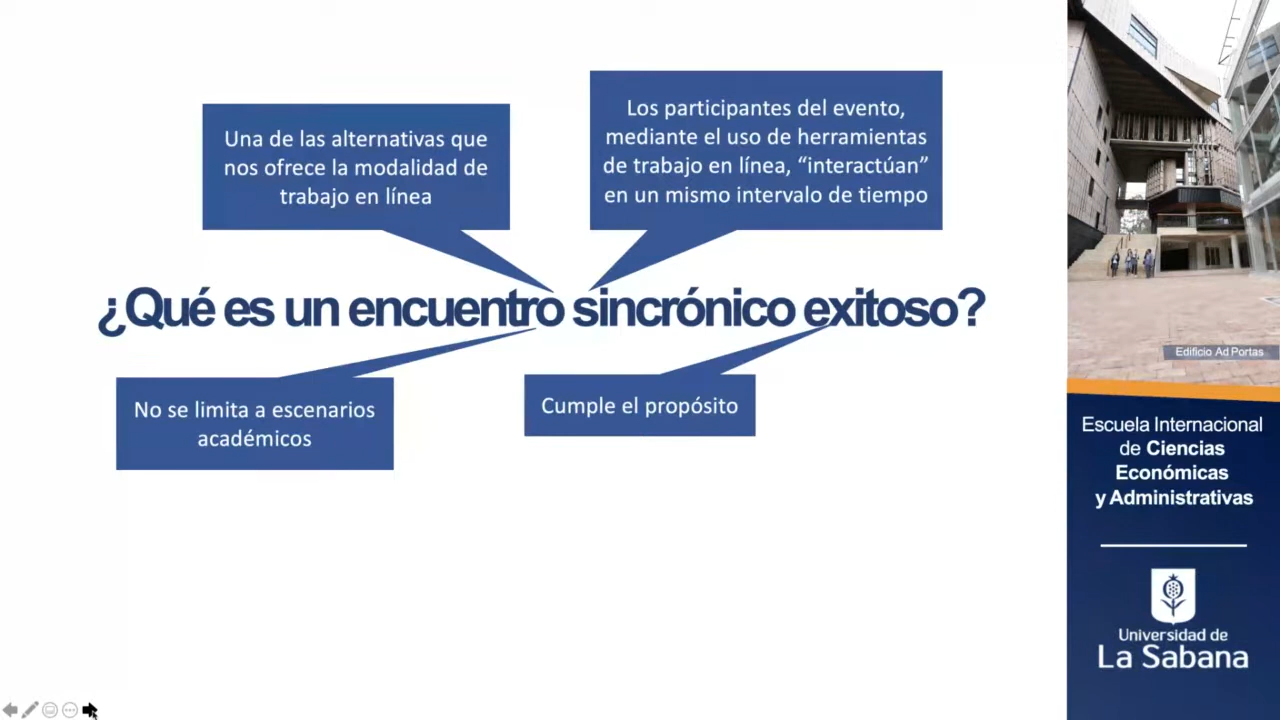 Una de las alternativas que
nos ofrece la modalidad de
trabajo en línea
Los participantes del evento,
mediante el uso de herramientas
de trabajo en línea, “interactúan”
en un mismo intervalo de tiempo
¿Qué es un encuentro sincrónico exitoso?
No se limita a escenarios
académicos
Cumple el propósito
Edificio Ad Portas
Escuela Internacional
de Ciencias
Económicas
y Administrativas
Universidad de
La Sabana